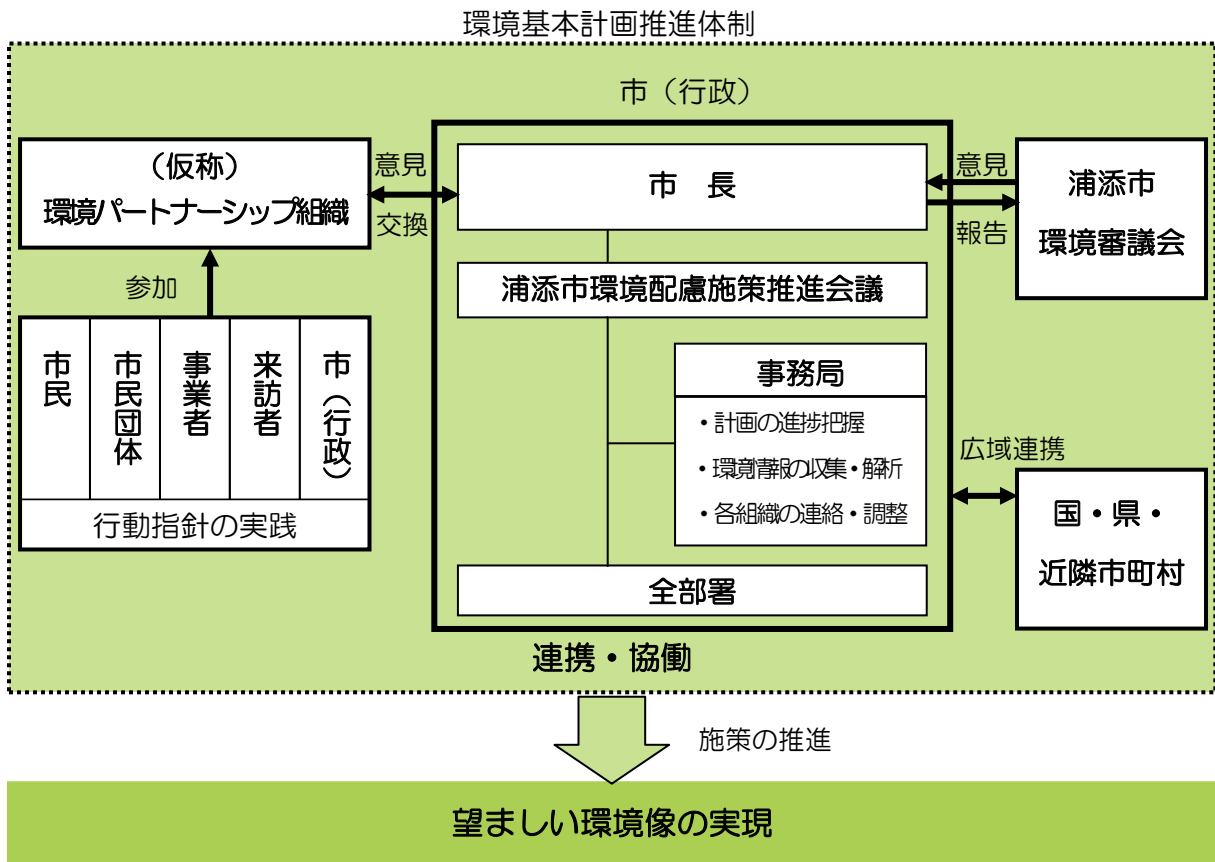 環境基本計画推進体制
市（行政）
（仮称）
環境パートナーシップ組織
意見
交換
市　長
意見
報告
浦添市
環境審議会
参加
浦添市環境配慮施策推進会議
市民
市民団体
事業者
来訪者
市（行政）
行動指針の実践
事務局
・計画の進捗把握
・環境情報の収集・解析
・各組織の連絡・調整
広域連携
国・県・
近隣市町村
全部署
連携・協働
施策の推進
望ましい環境像の実現